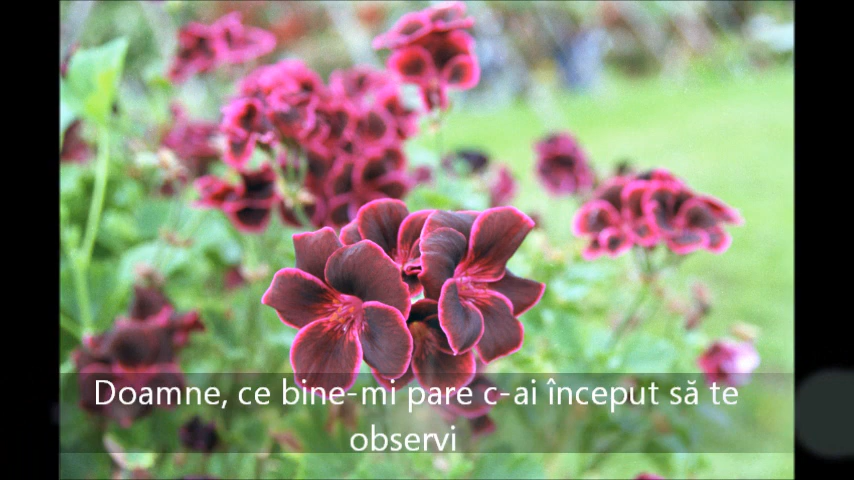 Doamne, ce bine-mi pare c-ai început să te
observi